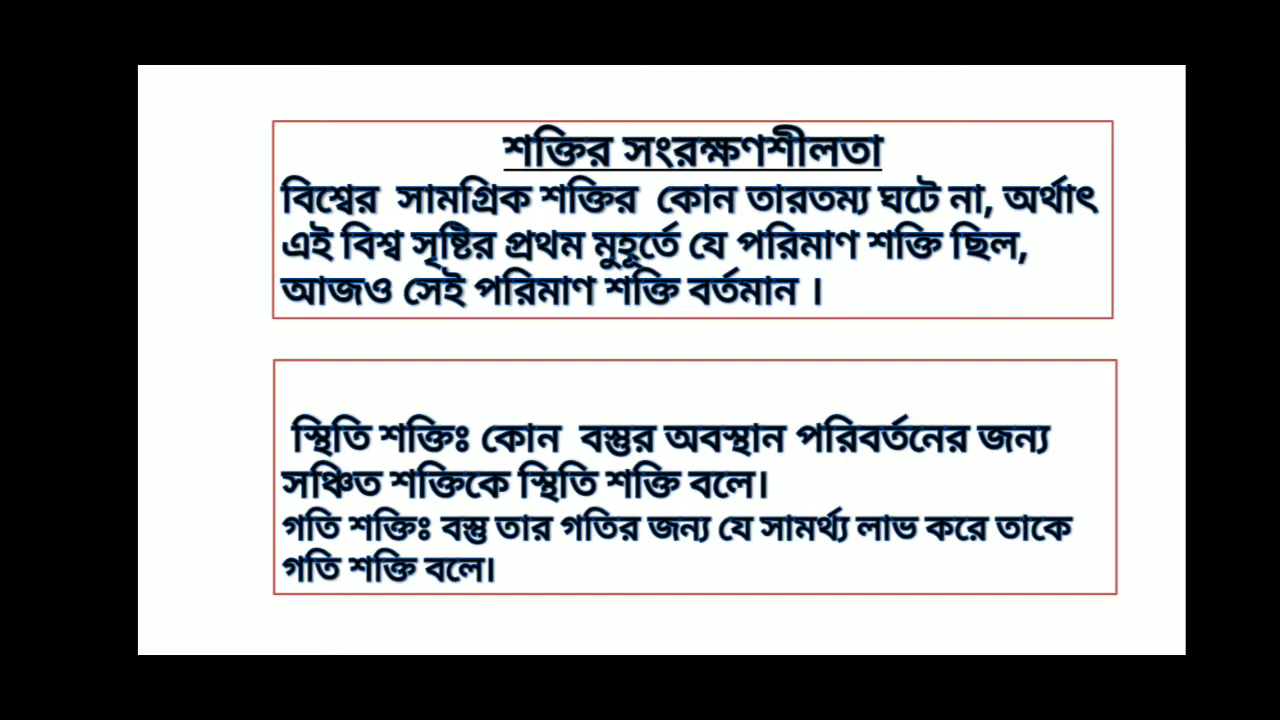 শক্তির সংরক্ষণশীলতা
বিশ্বের সামগ্রিক শক্তির কোন তারতম্য ঘটে না, অর্থাৎ
এই বিশ্ব সৃষ্টির প্রথম মুহূর্তে যে পরিমাণ শক্তি ছিল,
আজও সেই পরিমাণ শক্তি বর্তমান ।
স্থিতি শক্তিঃ কোন বস্তুর অবস্থান পরিবর্তনের জন্য
সঞ্চিত শক্তিকে স্থিতি শক্তি বলে।
গতি শক্তিঃ বস্তু তার গতির জন্য যে সামর্থ্য লাভ করে তাকে
গতি শক্তি বলে।